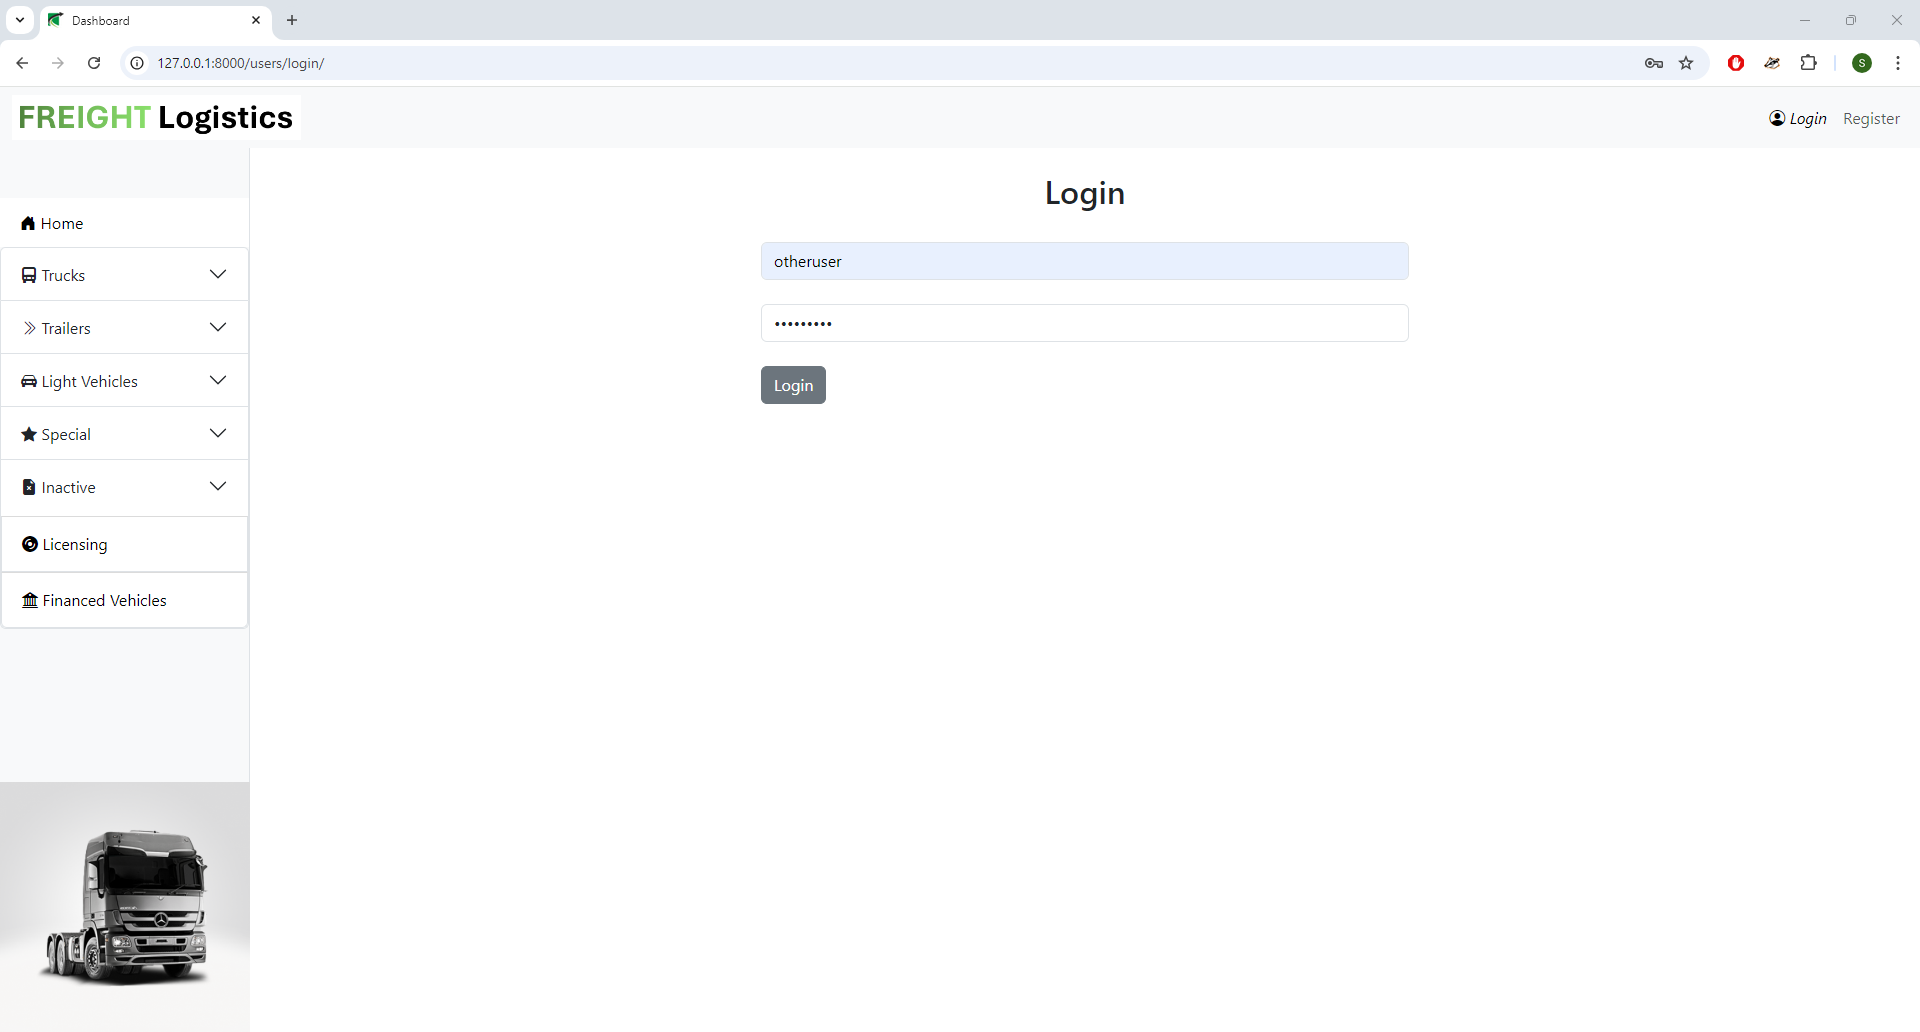 Dashboard
127.0.0.1:8000/users/login/
S
FREIGHT Logistics
Login
Register
Home
Trucks
Trailers
Light Vehicles
Special
Inactive
Licensing
Financed Vehicles
Login
otheruser
•••••••••
Login